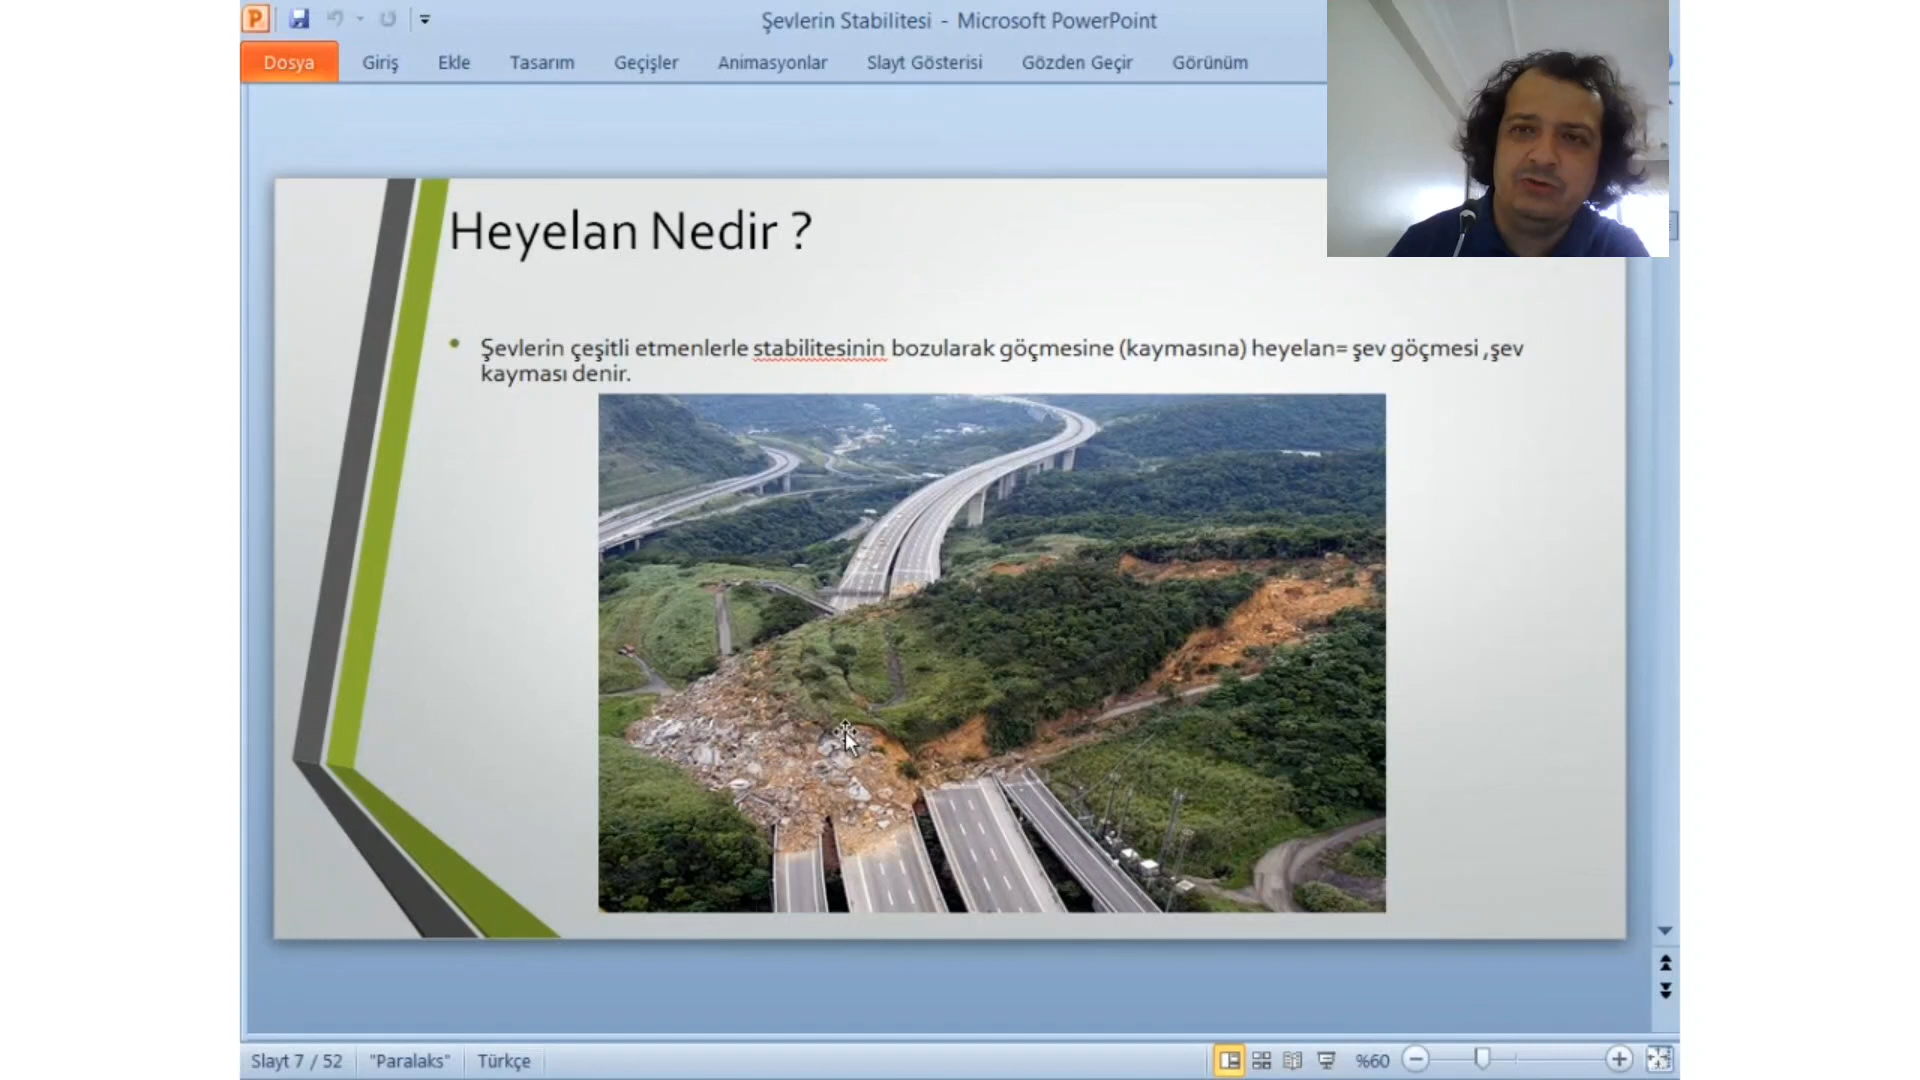 Şevlerin Stabilitesi - Microsoft PowerPoint
Dosya Giriş Ekle Tasarım Geçişler Animasyonlar Slayt Gösterisi Gözden Geçir Görünüm
Heyelan Nedir ?
• Şevlerin çeşitli etmenlerle stabilitesinin bozularak göçmesine (kaymasına) heyelan= şev göçmesi ,şev
kayması denir.
Slayt 7 / 52 "Paralaks" Türkçe %60